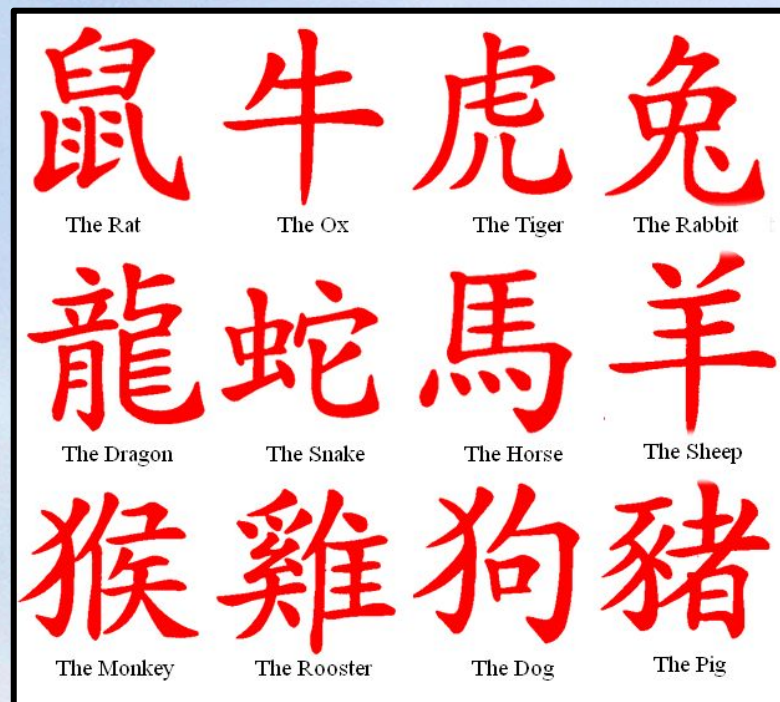 鼠 牛 虎 兔
The Rat The Ox The Tiger The Rabbit
龍 蛇 馬 羊
The Dragon The Snake The Horse The Sheep
猴 雞 狗 豬
The Monkey The Rooster The Dog The Pig